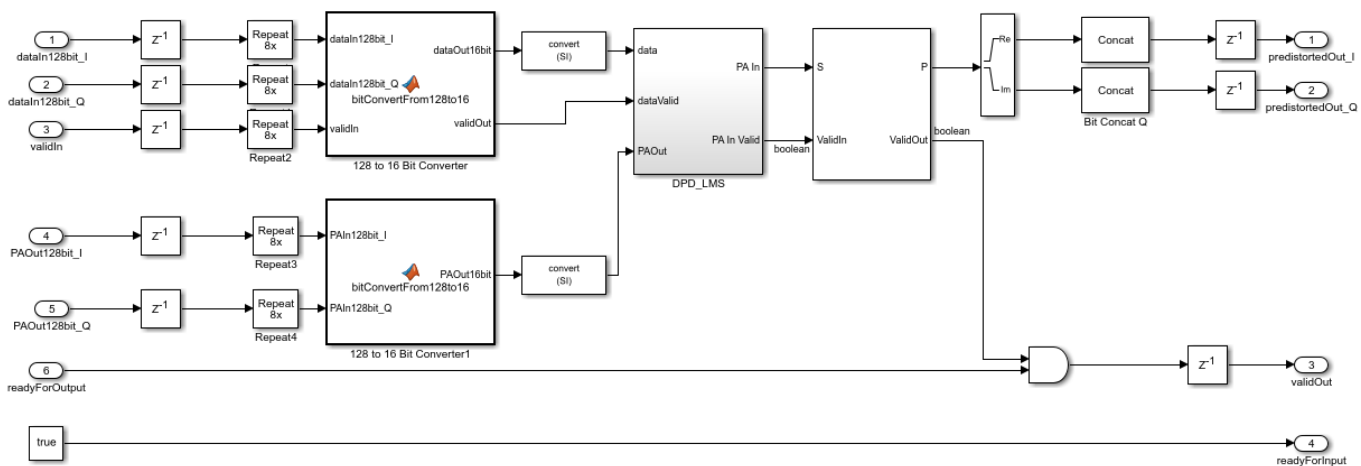 1
dataIn128bit_I
Z-1
Repeat
8x
dataIn128bit_I
dataOut16bit
convert
(SI)
data
2
dataIn128bit_Q
Z-1
Repeat
8x
dataIn128bit_Q
bitConvertFrom128to16
dataValid
3
validIn
Z-1
Repeat
8x
Repeat2
validIn
validOut
128 to 16 Bit Converter
PA In
PA In Valid
boolean
PAOut
DPD_LMS
S
P
ValidIn
ValidOut
boolean
Re
Im
Concat
Z-1
1
predistortedOut_I
Concat
Bit Concat Q
Z-1
2
predistortedOut_Q
4
PAOut128bit_I
Z-1
Repeat
8x
Repeat3
PAIn128bit_I
PAOut16bit
convert
(SI)
bitConvertFrom128to16
5
PAOut128bit_Q
Z-1
Repeat
8x
Repeat4
PAIn128bit_Q
128 to 16 Bit Converter1
6
readyForOutput
Z-1
3
validOut
true
4
readyForInput